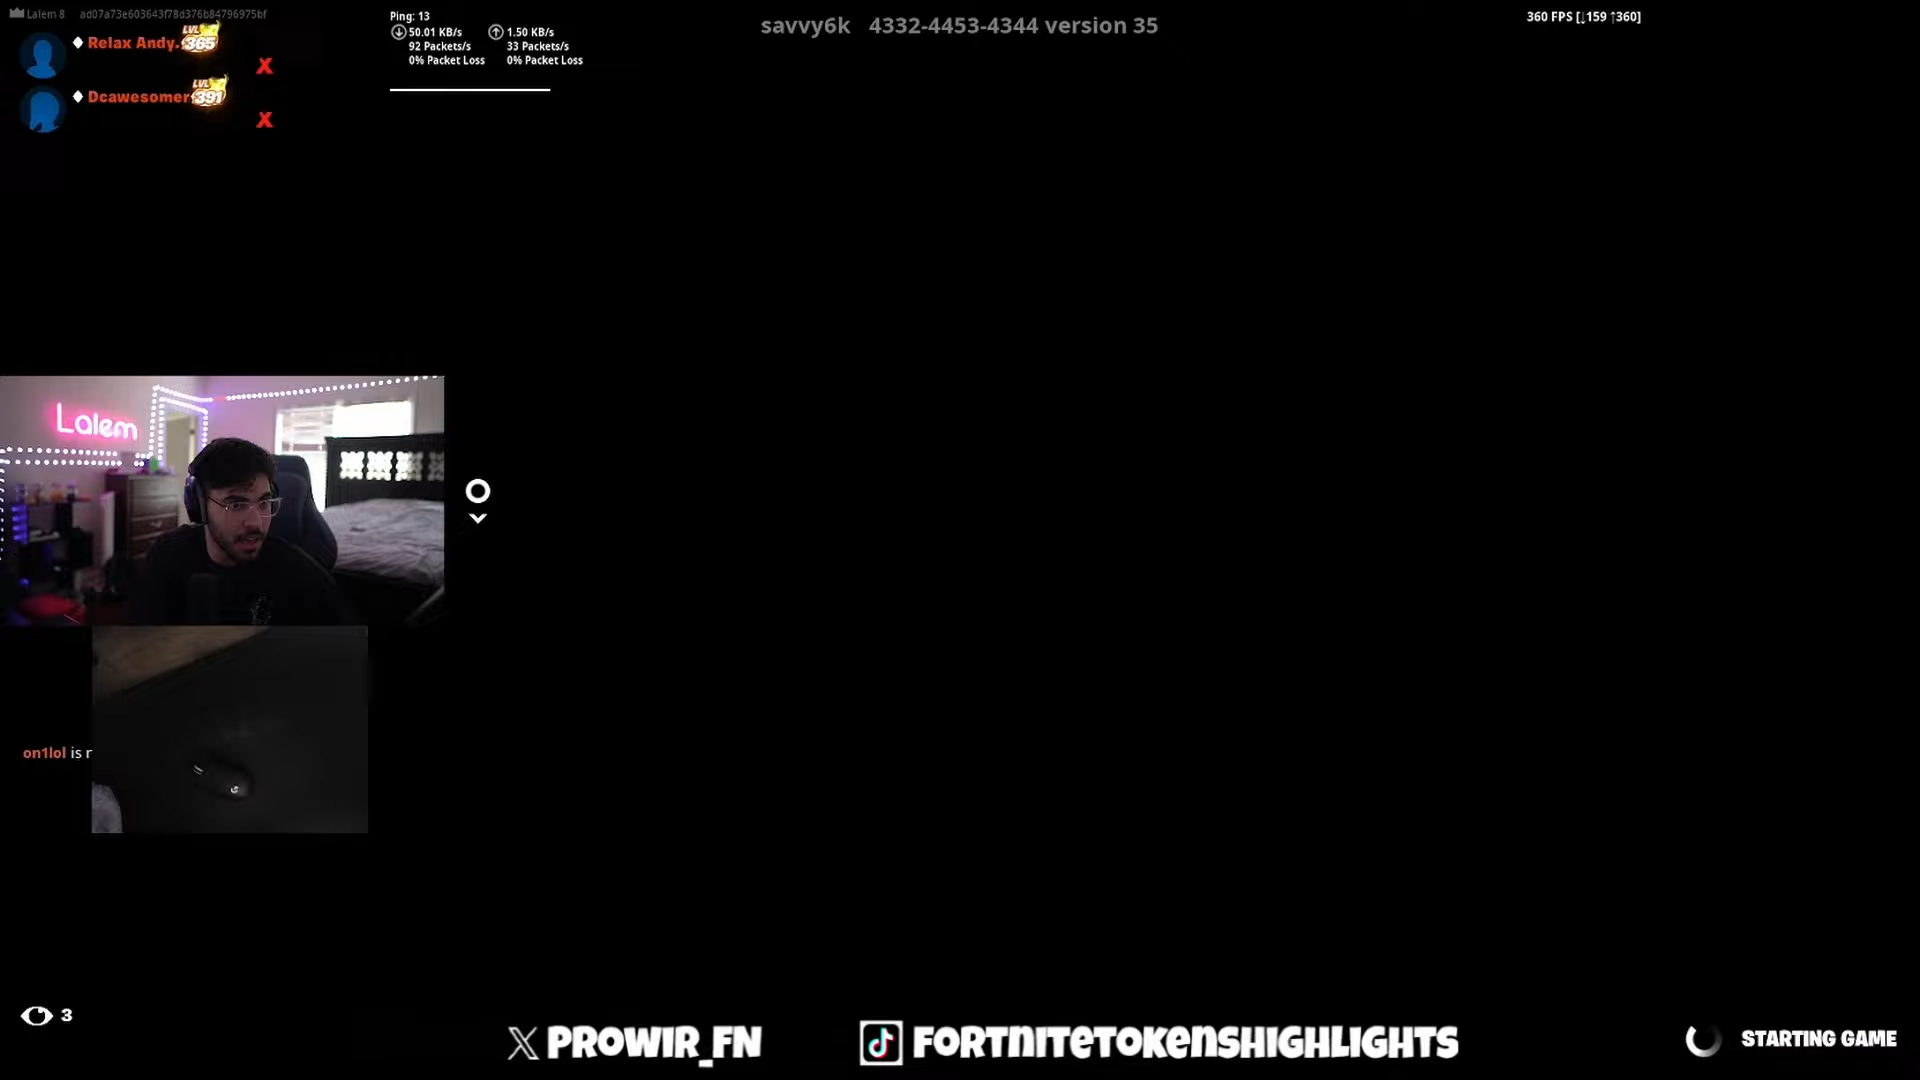 Lalem 8 ad07a73e603643f78d376b84796975bf
Relax Andy. LVL 365
X
Dcawesomer LVL 391
X
Ping: 13
50.01 KB/s 1.50 KB/s
92 Packets/s 33 Packets/s
0% Packet Loss 0% Packet Loss
savvy6k 4332-4453-4344 version 35
360 FPS [↓159 ↑360]
Lalem
on1lol is r
3
X PROWIR_FN
FORTNITETOKENSHIGHLIGHTS
STARTING GAME